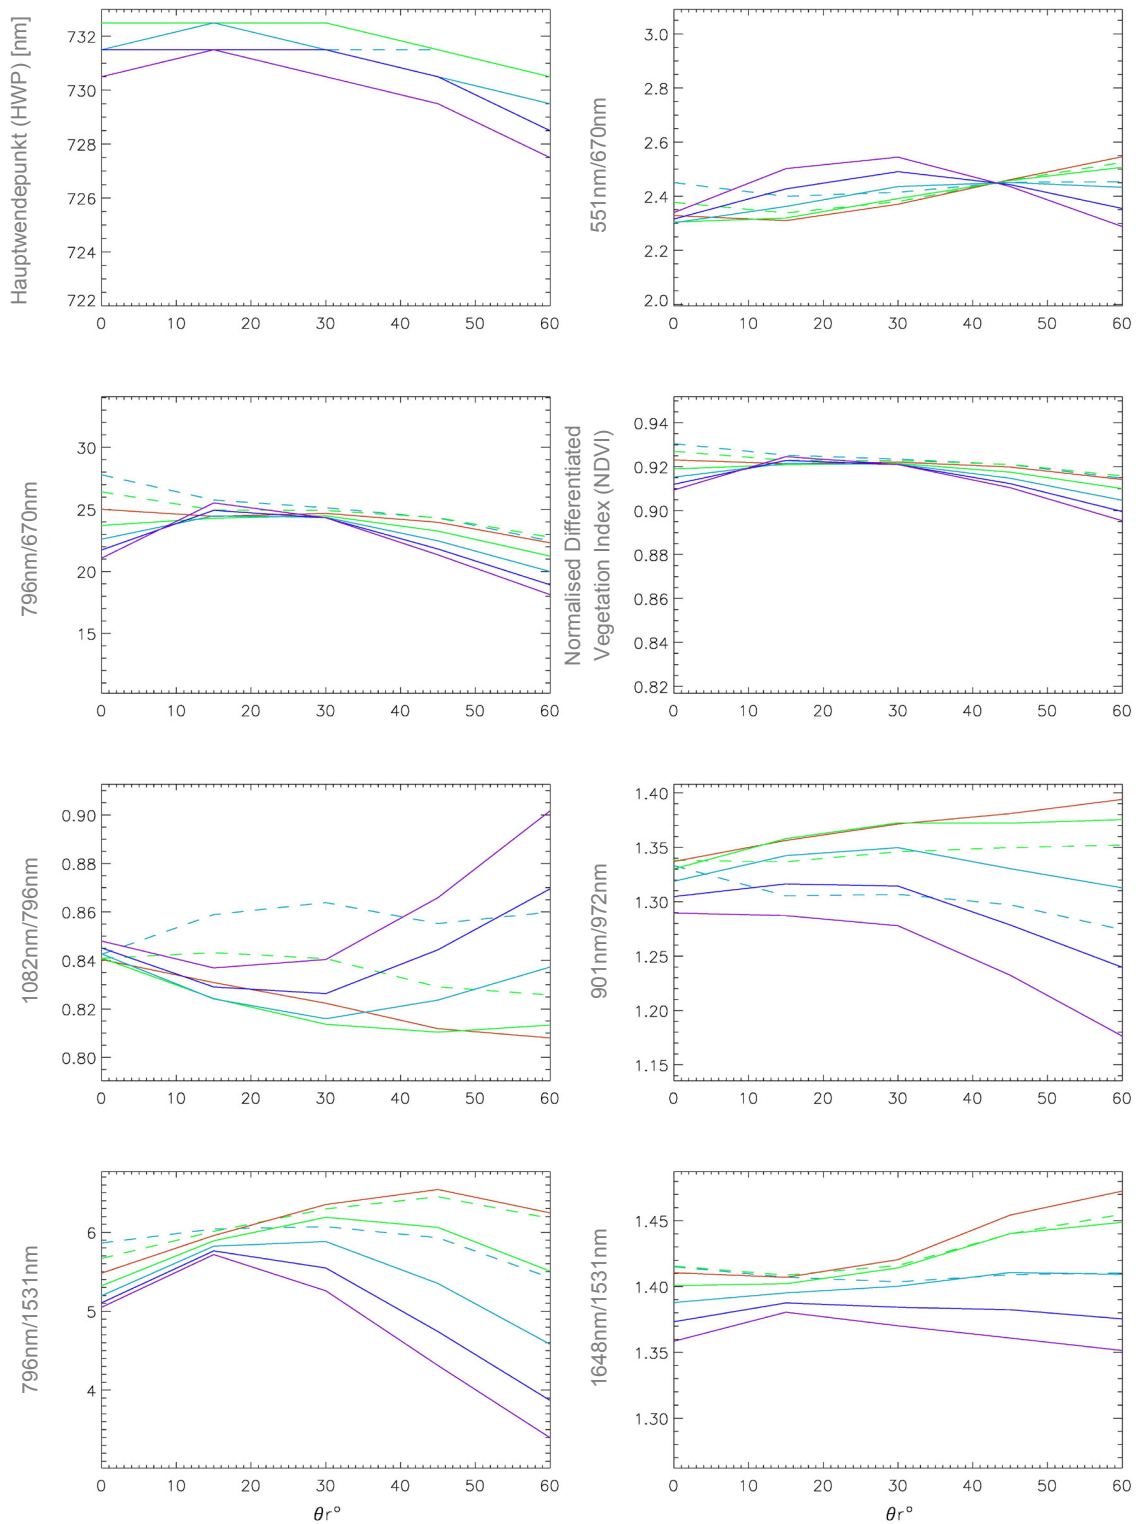 Hauptwendepunkt (HWP) [nm]
732
730
728
726
724
722
0 10 20 30 40 50 60
551nm/670nm
3.0
2.8
2.6
2.4
2.2
2.0
0 10 20 30 40 50 60
796nm/670nm
30
25
20
15
0 10 20 30 40 50 60
Normalised Differentiated
Vegetation Index (NDVI)
0.94
0.92
0.90
0.88
0.86
0.84
0.82
0 10 20 30 40 50 60
1082nm/796nm
0.90
0.88
0.86
0.84
0.82
0.80
0 10 20 30 40 50 60
901nm/972nm
1.40
1.35
1.30
1.25
1.20
1.15
0 10 20 30 40 50 60
796nm/1531nm
6
5
4
0 10 20 30 40 50 60
θr°
1648nm/1531nm
1.45
1.40
1.35
1.30
0 10 20 30 40 50 60
θr°